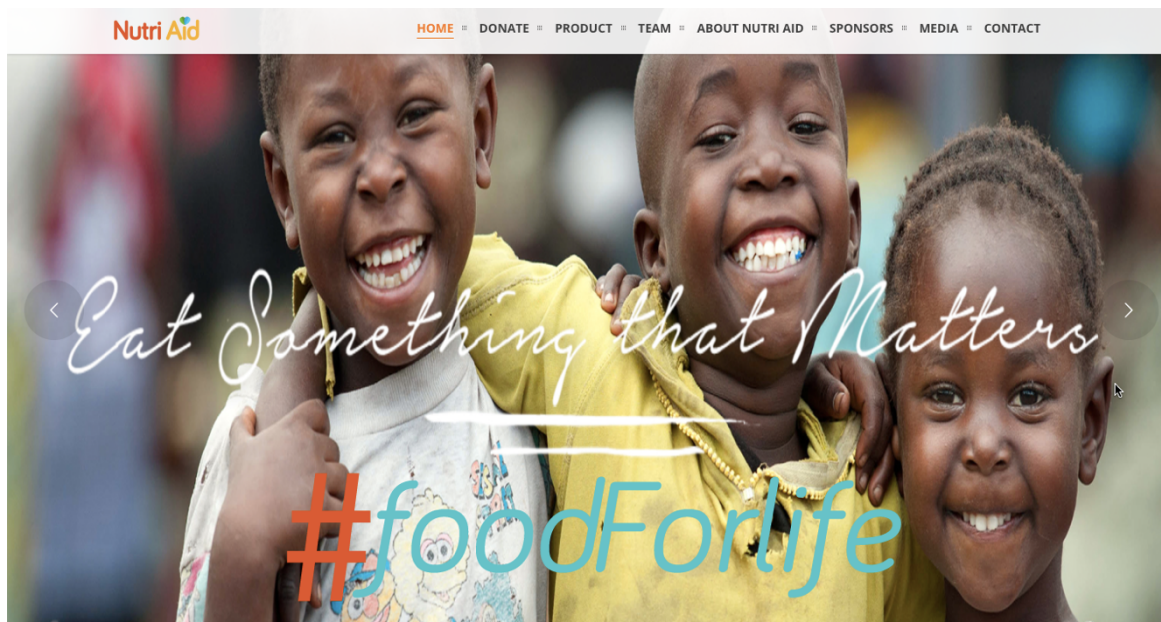 Nutri Aid
HOME DONATE PRODUCT TEAM ABOUT NUTRI AID SPONSORS MEDIA CONTACT
Eat Something that Matters
#foodForlife